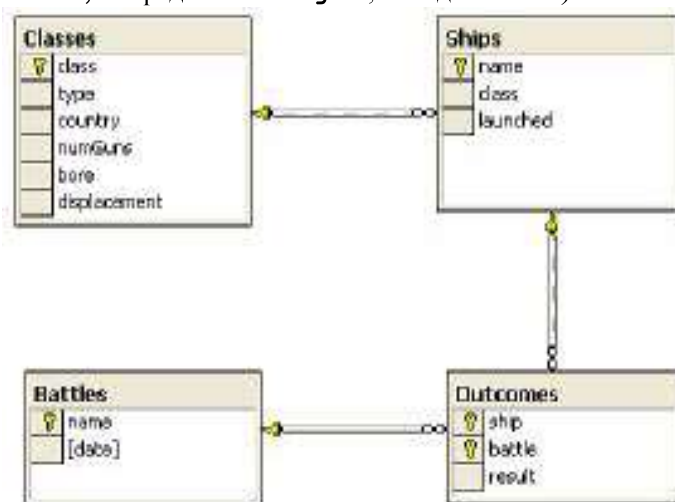 Classes
class
type
country
numGuns
bore
displacement
Ships
name
class
launched
Battles
name
[date]
Outcomes
ship
battle
result